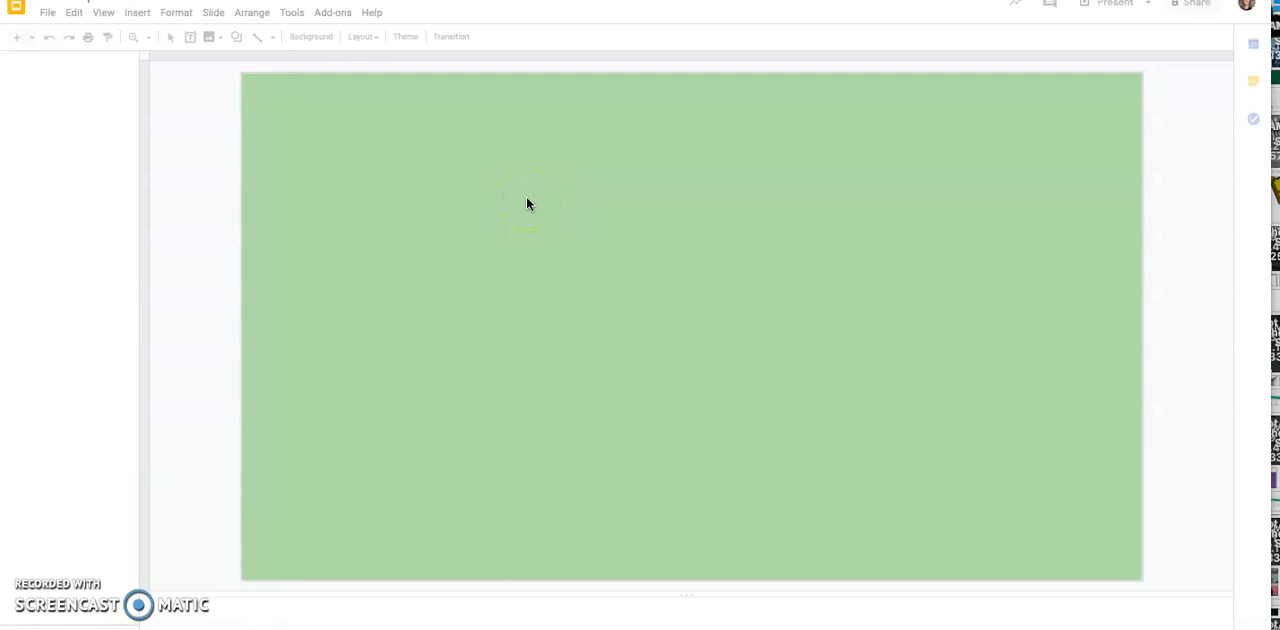 File Edit View Insert Format Slide Arrange Tools Add-ons Help
Present Share
Background Layout Theme Transition
RECORDED WITH
SCREENCAST MATIC